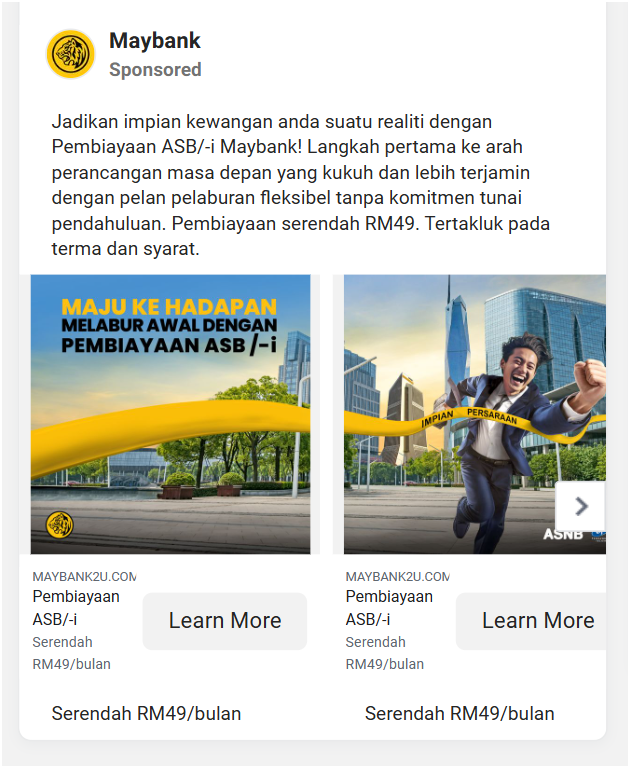 Maybank
Sponsored
Jadikan impian kewangan anda suatu realiti dengan
Pembiayaan ASB/-i Maybank! Langkah pertama ke arah
perancangan masa depan yang kukuh dan lebih terjamin
dengan pelan pelaburan fleksibel tanpa komitmen tunai
pendahuluan. Pembiayaan serendah RM49. Tertakluk pada
terma dan syarat.
MAJU KE HADAPAN
MELABUR AWAL DENGAN
PEMBIAYAAN ASB/-i
IMPIAN PERSARAAN
ASNB
MAYBANK2U.COM
Pembiayaan
ASB/-i
Serendah
RM49/bulan
Learn More
Serendah RM49/bulan
MAYBANK2U.COM
Pembiayaan
ASB/-i
Serendah
RM49/bulan
Learn More
Serendah RM49/bulan